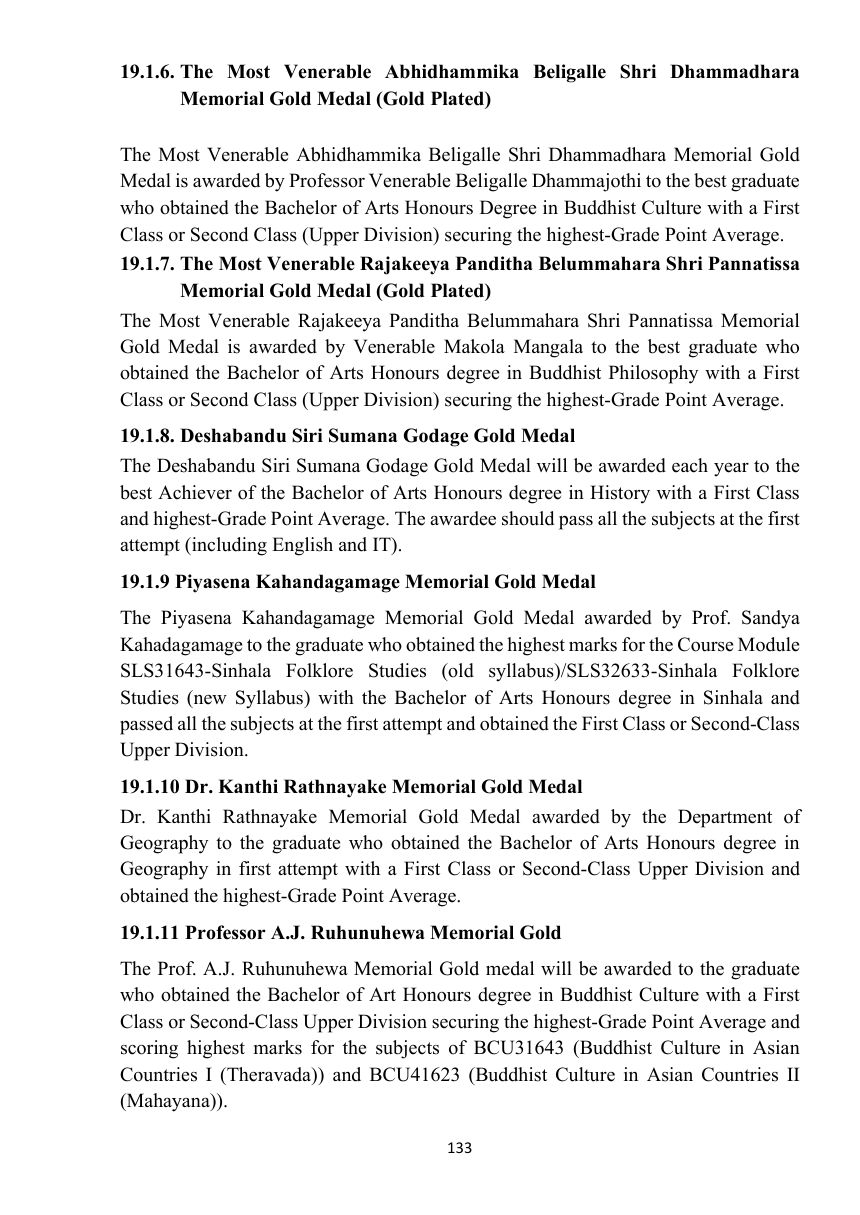 19.1.6. The Most Venerable Abhidhammika Beligalle Shri Dhammadhara
Memorial Gold Medal (Gold Plated)
The Most Venerable Abhidhammika Beligalle Shri Dhammadhara Memorial Gold
Medal is awarded by Professor Venerable Beligalle Dhammajothi to the best graduate
who obtained the Bachelor of Arts Honours Degree in Buddhist Culture with a First
Class or Second Class (Upper Division) securing the highest-Grade Point Average.
19.1.7. The Most Venerable Rajakeeya Panditha Belummahara Shri Pannatissa
Memorial Gold Medal (Gold Plated)
The Most Venerable Rajakeeya Panditha Belummahara Shri Pannatissa Memorial
Gold Medal is awarded by Venerable Makola Mangala to the best graduate who
obtained the Bachelor of Arts Honours degree in Buddhist Philosophy with a First
Class or Second Class (Upper Division) securing the highest-Grade Point Average.
19.1.8. Deshabandu Siri Sumana Godage Gold Medal
The Deshabandu Siri Sumana Godage Gold Medal will be awarded each year to the
best Achiever of the Bachelor of Arts Honours degree in History with a First Class
and highest-Grade Point Average. The awardee should pass all the subjects at the first
attempt (including English and IT).
19.1.9 Piyasena Kahandagamage Memorial Gold Medal
The Piyasena Kahandagamage Memorial Gold Medal awarded by Prof. Sandya
Kahadagamage to the graduate who obtained the highest marks for the Course Module
SLS31643-Sinhala Folklore Studies (old syllabus)/SLS32633-Sinhala Folklore
Studies (new Syllabus) with the Bachelor of Arts Honours degree in Sinhala and
passed all the subjects at the first attempt and obtained the First Class or Second-Class
Upper Division.
19.1.10 Dr. Kanthi Rathnayake Memorial Gold Medal
Dr. Kanthi Rathnayake Memorial Gold Medal awarded by the Department of
Geography to the graduate who obtained the Bachelor of Arts Honours degree in
Geography in first attempt with a First Class or Second-Class Upper Division and
obtained the highest-Grade Point Average.
19.1.11 Professor A.J. Ruhunuhewa Memorial Gold
The Prof. A.J. Ruhunuhewa Memorial Gold medal will be awarded to the graduate
who obtained the Bachelor of Art Honours degree in Buddhist Culture with a First
Class or Second-Class Upper Division securing the highest-Grade Point Average and
scoring highest marks for the subjects of BCU31643 (Buddhist Culture in Asian
Countries I (Theravada)) and BCU41623 (Buddhist Culture in Asian Countries II
(Mahayana)).
133